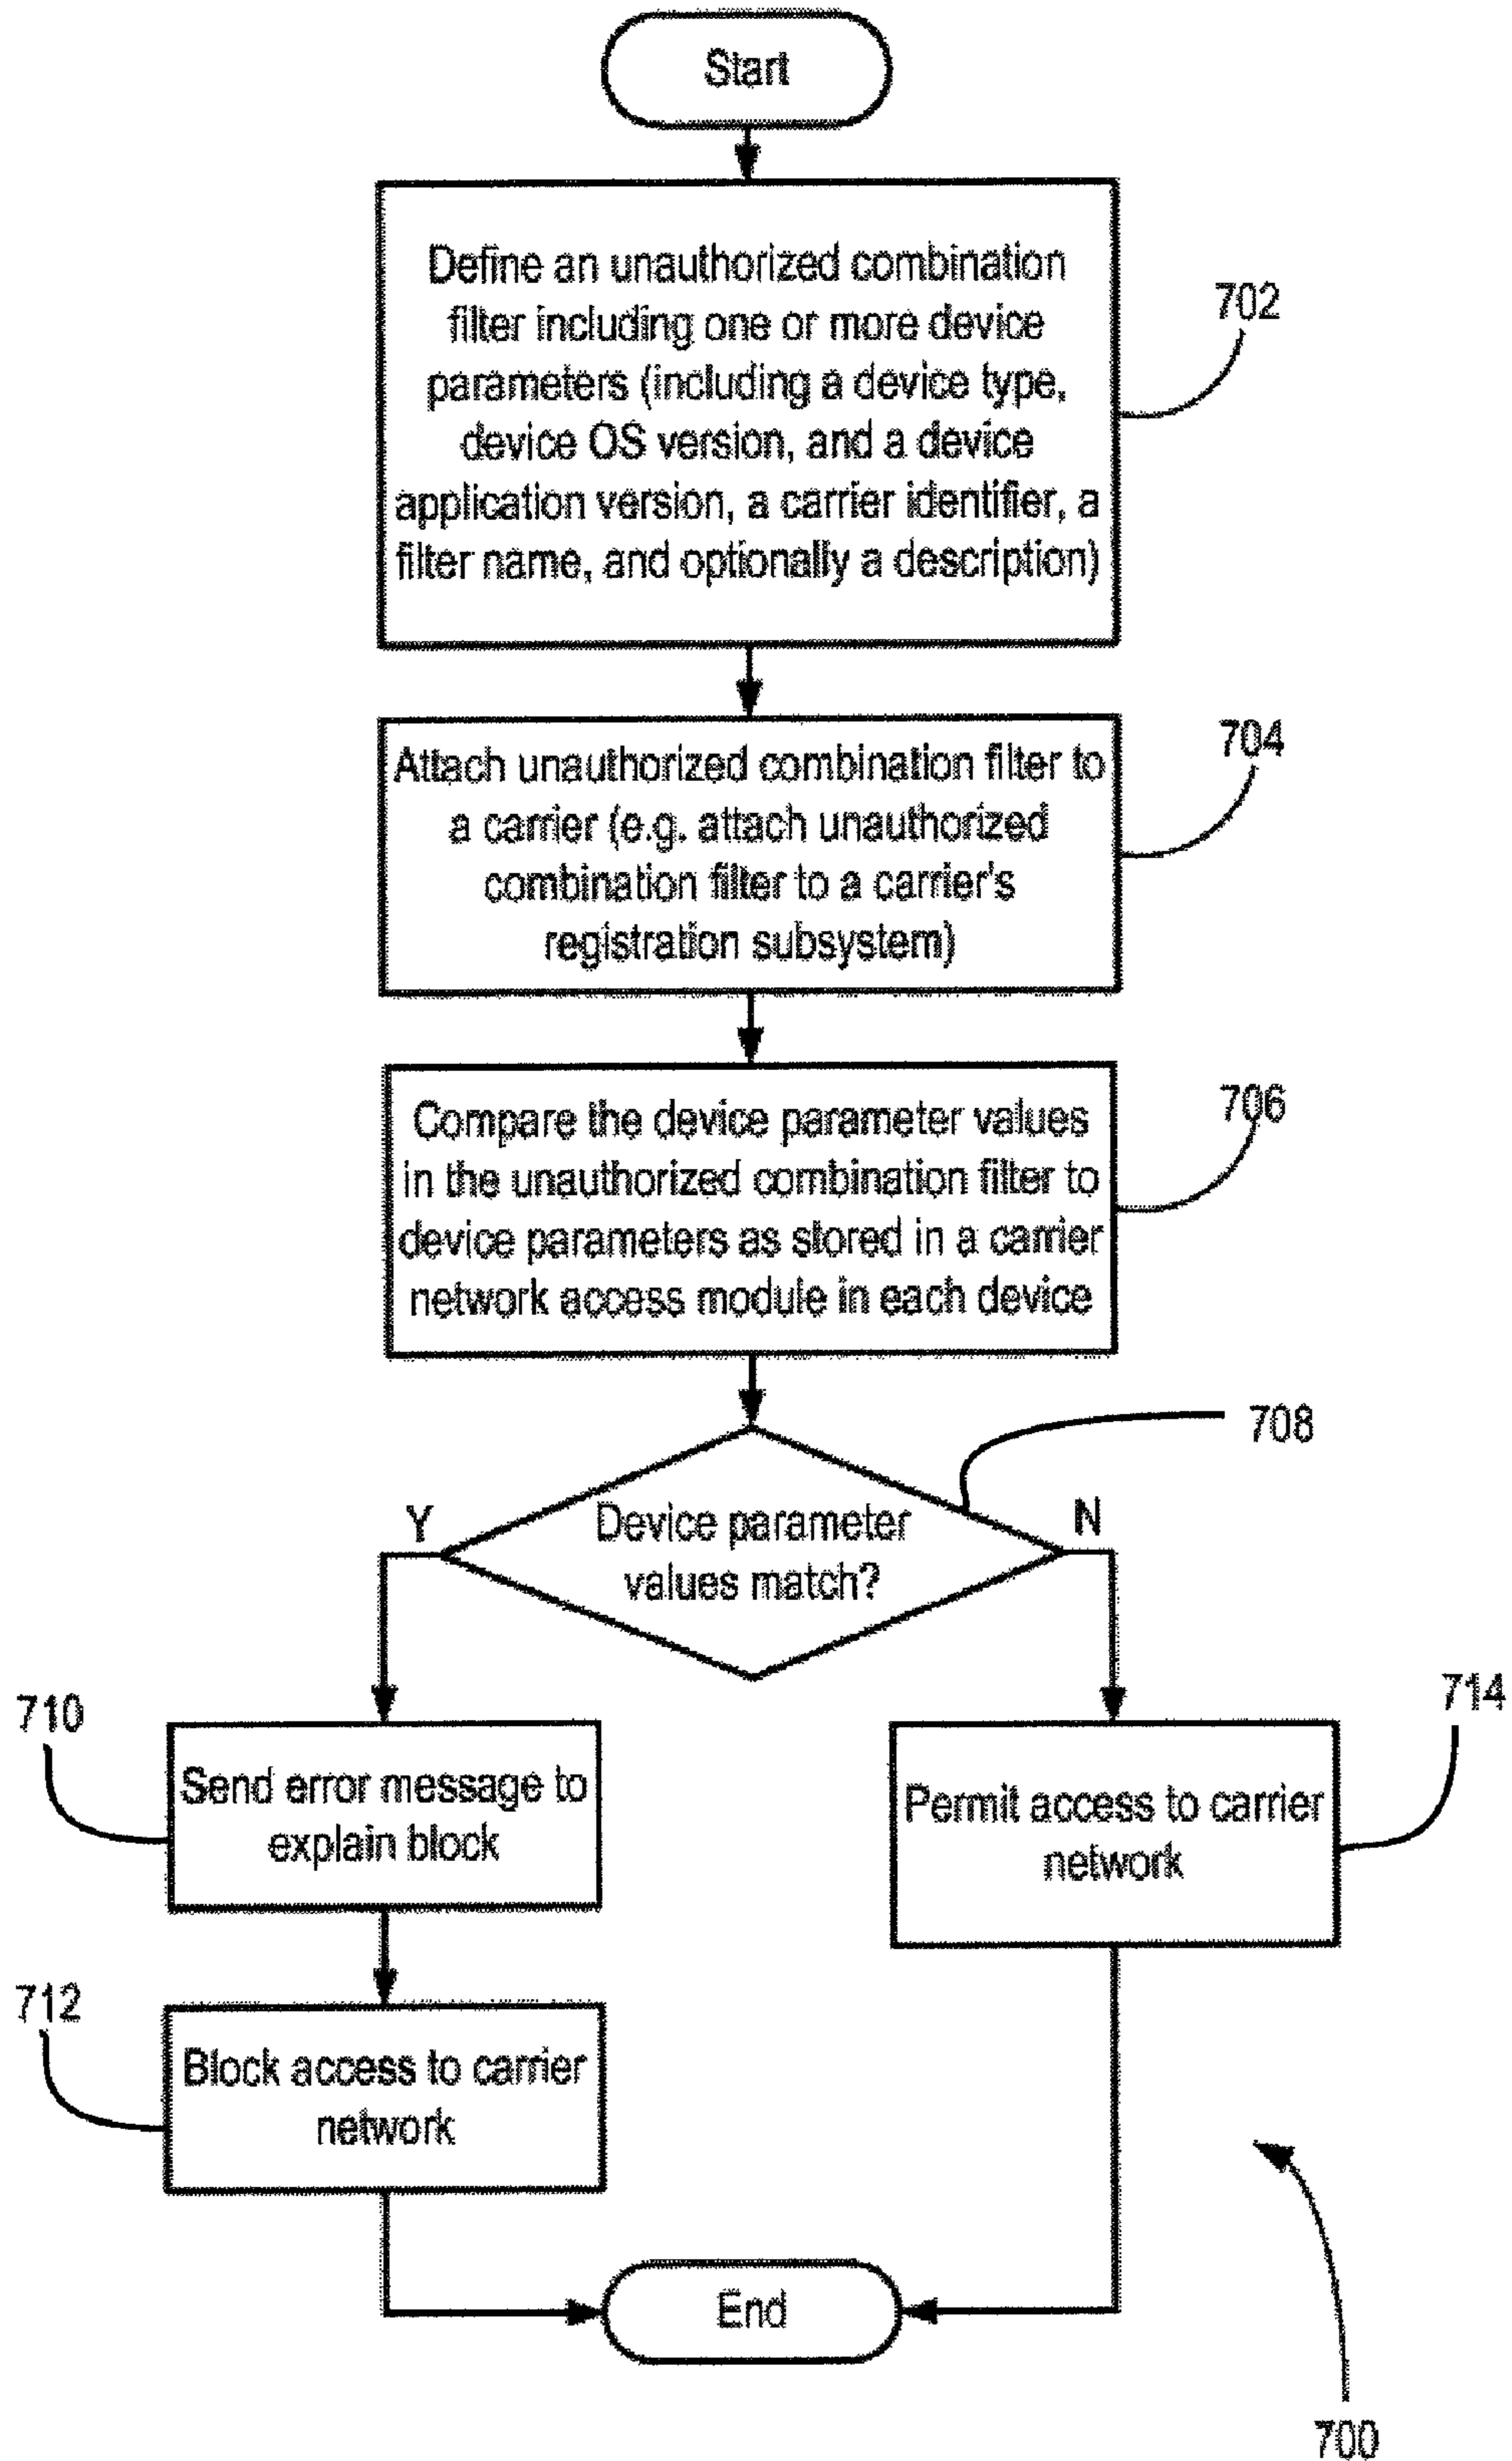 Start
Define an unauthorized combination
filter including one or more device
parameters (including a device type,
device OS version, and a device
application version, a carrier identifier, a
filter name, and optionally a description)
702
Attach unauthorized combination filter to
a carrier (e.g. attach unauthorized
combination filter to a carrier's
registration subsystem)
704
Compare the device parameter values
in the unauthorized combination filter to
device parameters as stored in a carrier
network access module in each device
706
708
Y
Device parameter
values match?
N
710
Send error message to
explain block
714
Permit access to carrier
network
712
Block access to carrier
network
End
700